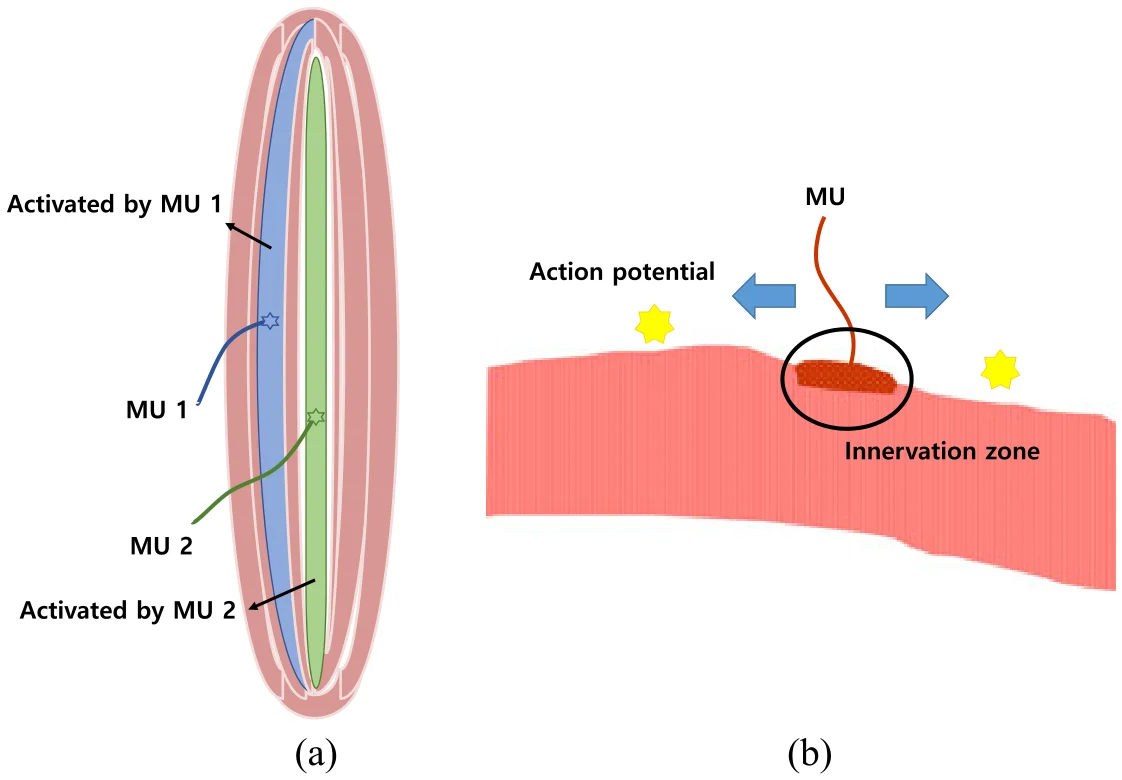 Activated by MU 1
MU 1
MU 2
Activated by MU 2
(a)
MU
Action potential
Innervation zone
(b)